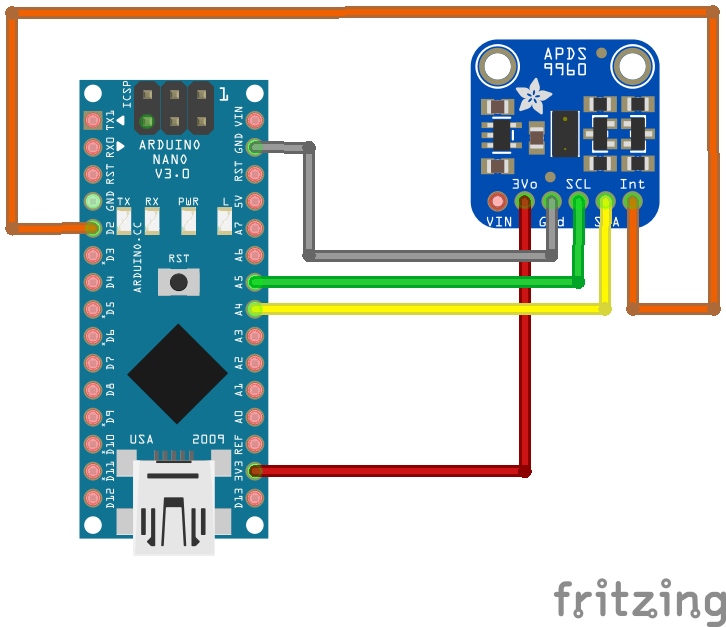 ICSP
1
TX1
RX0
RST
GND
D2
D3
D4
D5
D6
D7
D8
D9
D10
D11
D12
ARDUINO
NANO
V3.0
TX RX PWR L
ARDUINO.CC
RST
USA 2009
VIN
GND
RST
5V
A7
A6
A5
A4
A3
A2
A1
A0
REF
3V3
D13
APDS
9960
3Vo SCL Int
VIN
fritzing